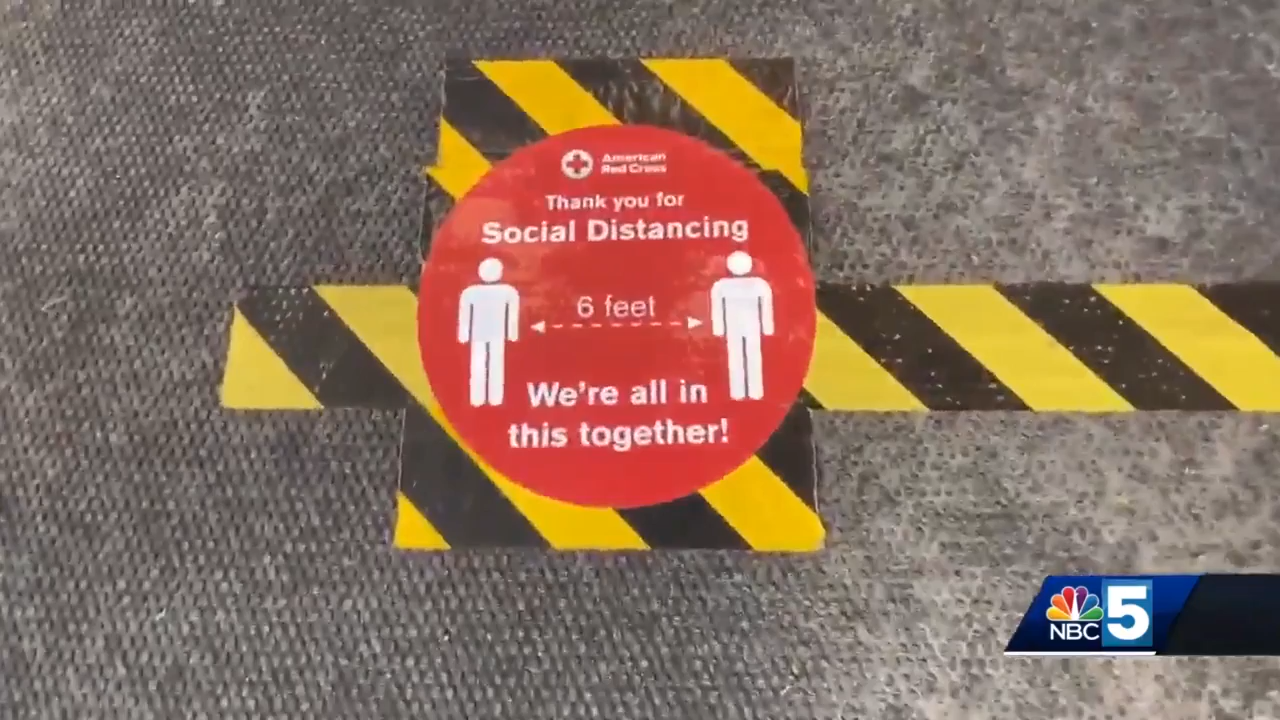 American
Red Cross
Thank you for
Social Distancing
6 feet
We're all in
this together!
NBC 5